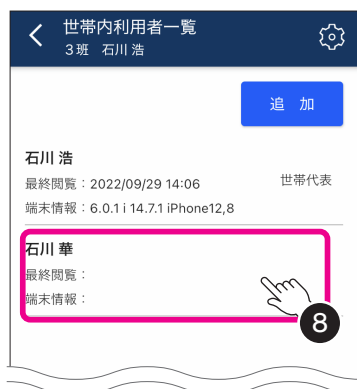 世帯内利用者一覧
3班 石川 浩
追 加
石川 浩
最終閲覧：2022/09/29 14:06
世帯代表
端末情報：6.0.1 i 14.7.1 iPhone12,8
石川 華
最終閲覧：
端末情報：
8